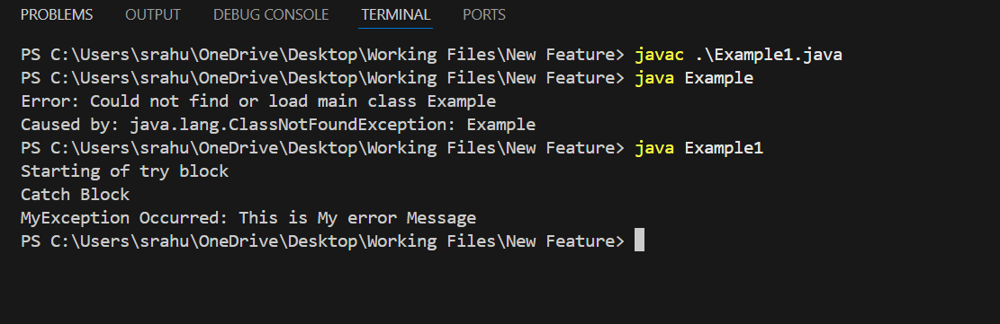 PROBLEMS OUTPUT DEBUG CONSOLE TERMINAL PORTS
PS C:\Users\srahu\OneDrive\Desktop\Working Files\New Feature> javac .\Example1.java
PS C:\Users\srahu\OneDrive\Desktop\Working Files\New Feature> java Example
Error: Could not find or load main class Example
Caused by: java.lang.ClassNotFoundException: Example
PS C:\Users\srahu\OneDrive\Desktop\Working Files\New Feature> java Example1
Starting of try block
Catch Block
MyException Occurred: This is My error Message
PS C:\Users\srahu\OneDrive\Desktop\Working Files\New Feature>